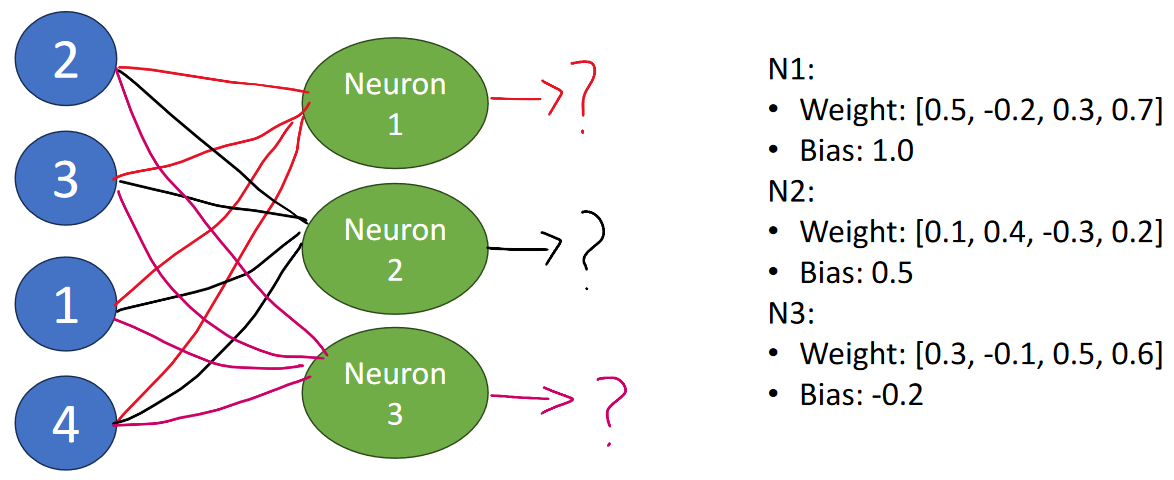 2
3
1
4
Neuron
1
?
Neuron
2
?
Neuron
3
?
N1:
• Weight: [0.5, -0.2, 0.3, 0.7]
• Bias: 1.0
N2:
• Weight: [0.1, 0.4, -0.3, 0.2]
• Bias: 0.5
N3:
• Weight: [0.3, -0.1, 0.5, 0.6]
• Bias: -0.2